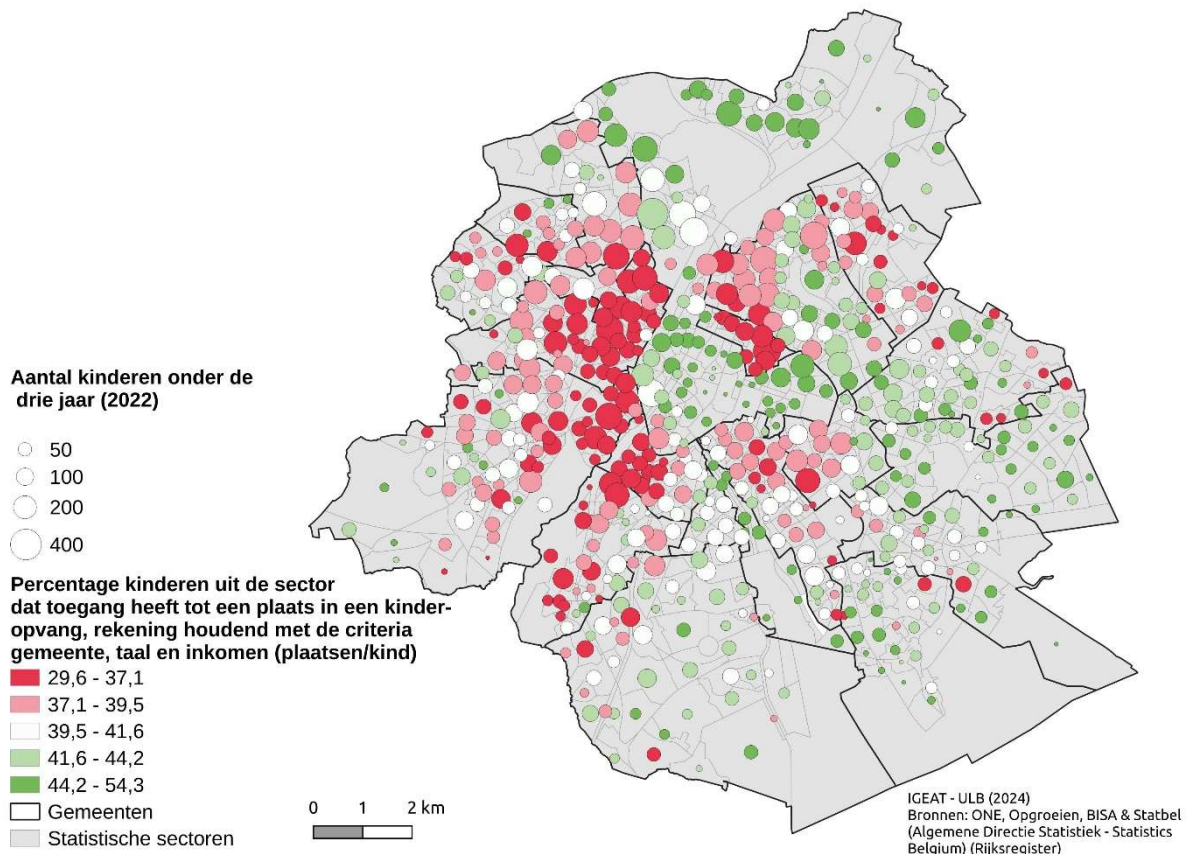 Aantal kinderen onder de
drie jaar (2022)
50
100
200
400
Percentage kinderen uit de sector
dat toegang heeft tot een plaats in een kinder-
opvang, rekening houdend met de criteria
gemeente, taal en inkomen (plaatsen/kind)
29,6 - 37,1
37,1 - 39,5
39,5 - 41,6
41,6 - 44,2
44,2 - 54,3
Gemeenten
Statistische sectoren
0 1 2 km
IGEAT - ULB (2024)
Bronnen: ONE, Opgroeien, BISA & Statbel
(Algemene Directie Statistiek - Statistics
Belgium) (Rijksregister)